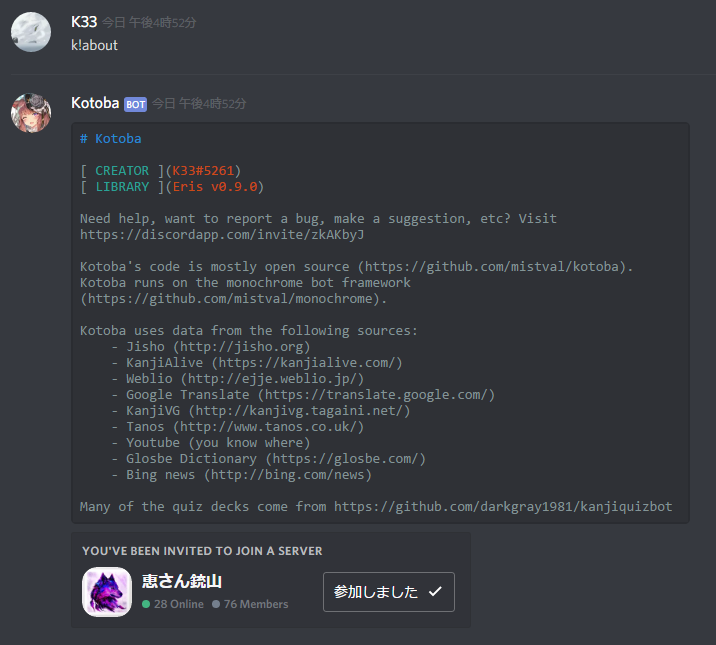 K33 今日 午後4時52分
k!about
Kotoba BOT 今日 午後4時52分
# Kotoba
[ CREATOR ](K33#5261)
[ LIBRARY ](Eris v0.9.0)
Need help, want to report a bug, make a suggestion, etc? Visit
https://discordapp.com/invite/zkAKbyJ
Kotoba's code is mostly open source (https://github.com/mistval/kotoba).
Kotoba runs on the monochrome bot framework
(https://github.com/mistval/monochrome).
Kotoba uses data from the following sources:
- Jisho (http://jisho.org)
- KanjiAlive (https://kanjialive.com/)
- Weblio (http://ejje.weblio.jp/)
- Google Translate (https://translate.google.com/)
- KanjiVG (http://kanjivg.tagaini.net/)
- Tanos (http://www.tanos.co.uk/)
- Youtube (you know where)
- Glosbe Dictionary (https://glosbe.com/)
- Bing news (http://bing.com/news)
Many of the quiz decks come from https://github.com/darkgray1981/kanjiquizbot
YOU'VE BEEN INVITED TO JOIN A SERVER
恵さん銃山
28 Online 76 Members
参加しました